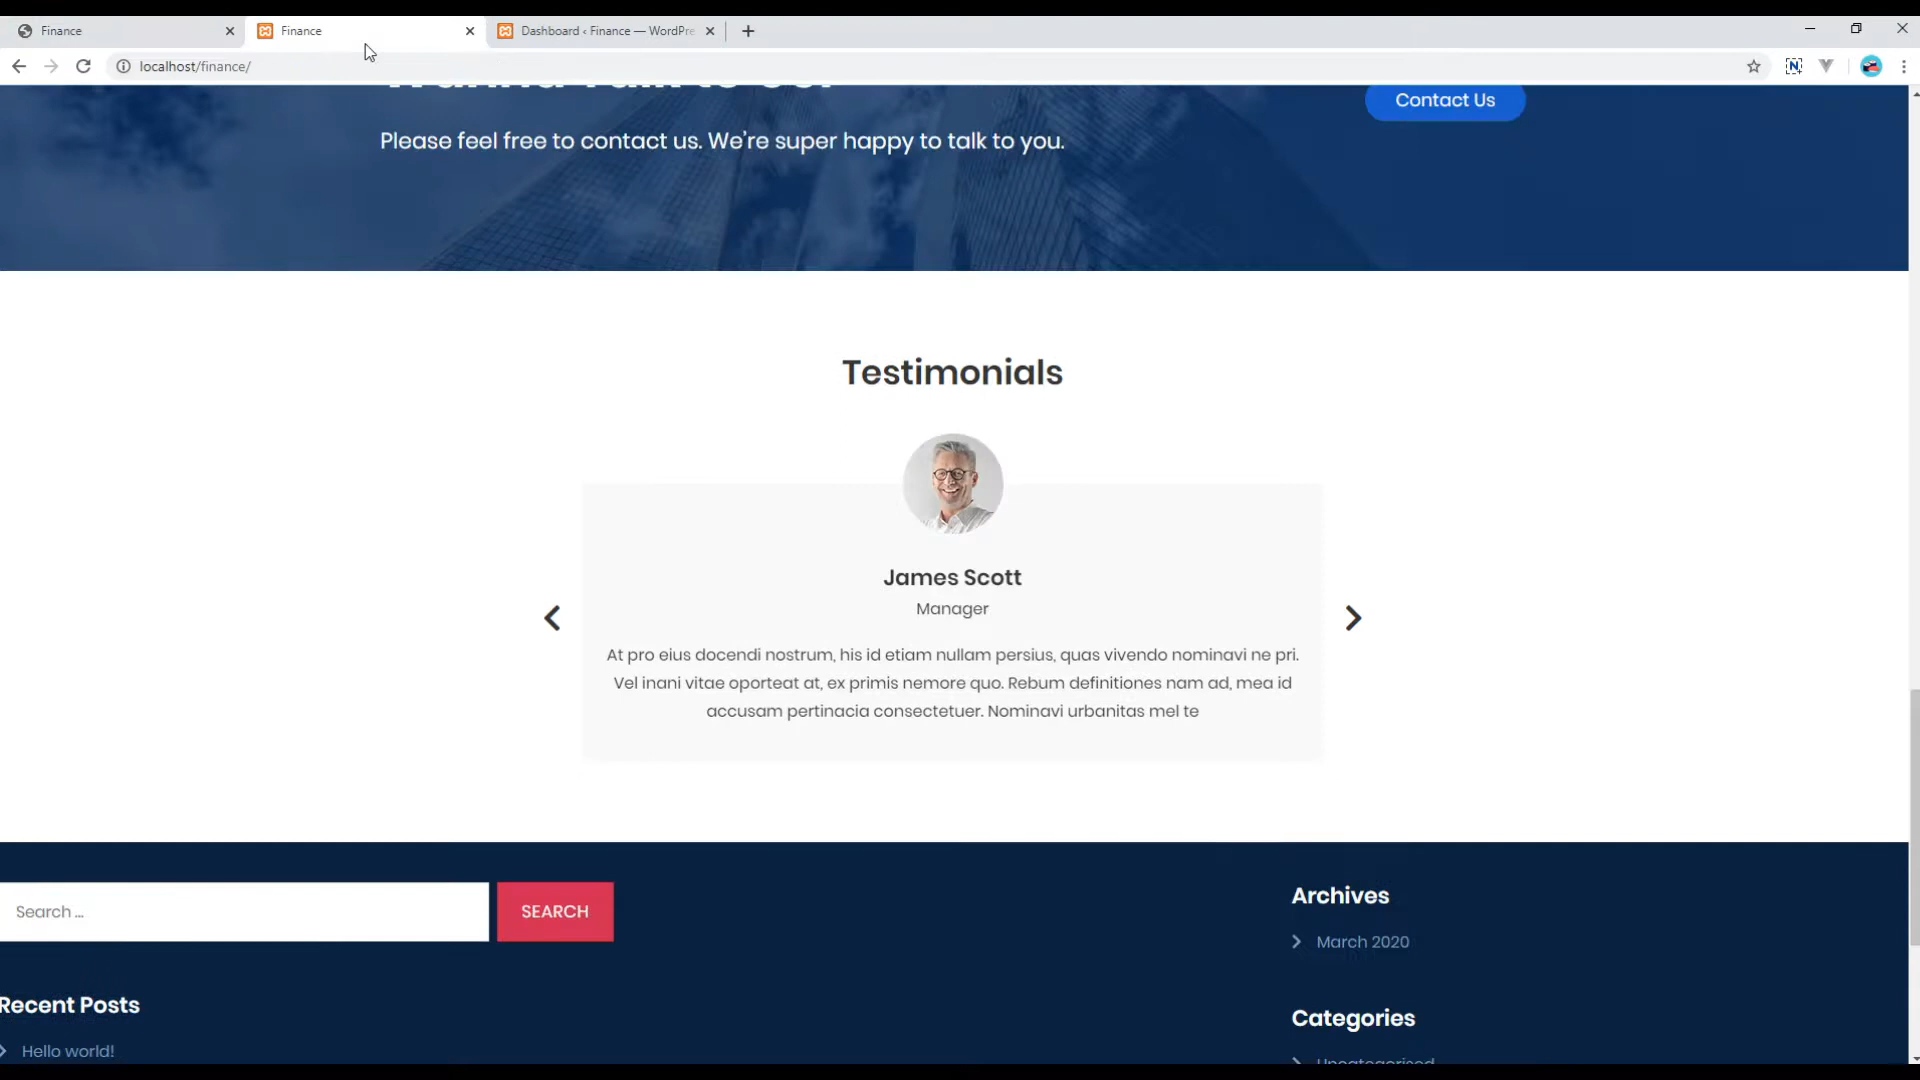 Finance
Finance
Dashboard ‹ Finance — WordPre
localhost/finance/
Contact Us
Please feel free to contact us. We're super happy to talk to you.
Testimonials
James Scott
Manager
At pro eius docendi nostrum, his id etiam nullam persius, quas vivendo nominavi ne pri.
Vel inani vitae oporteat at, ex primis nemore quo. Rebum definitiones nam ad, mea id
accusam pertinacia consectetuer. Nominavi urbanitas mel te
Search ...
SEARCH
Archives
March 2020
Recent Posts
Hello world!
Categories
Uncategorised